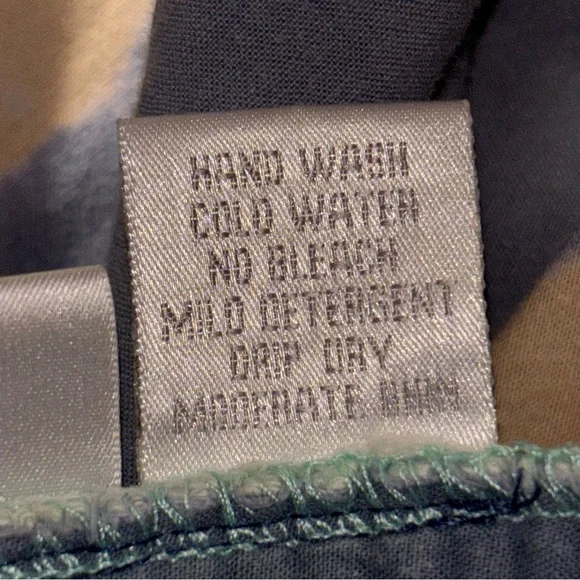 HAND WASH
COLD WATER
NO BLEACH
MILD DETERGENT
DRIP DRY
MODERATE